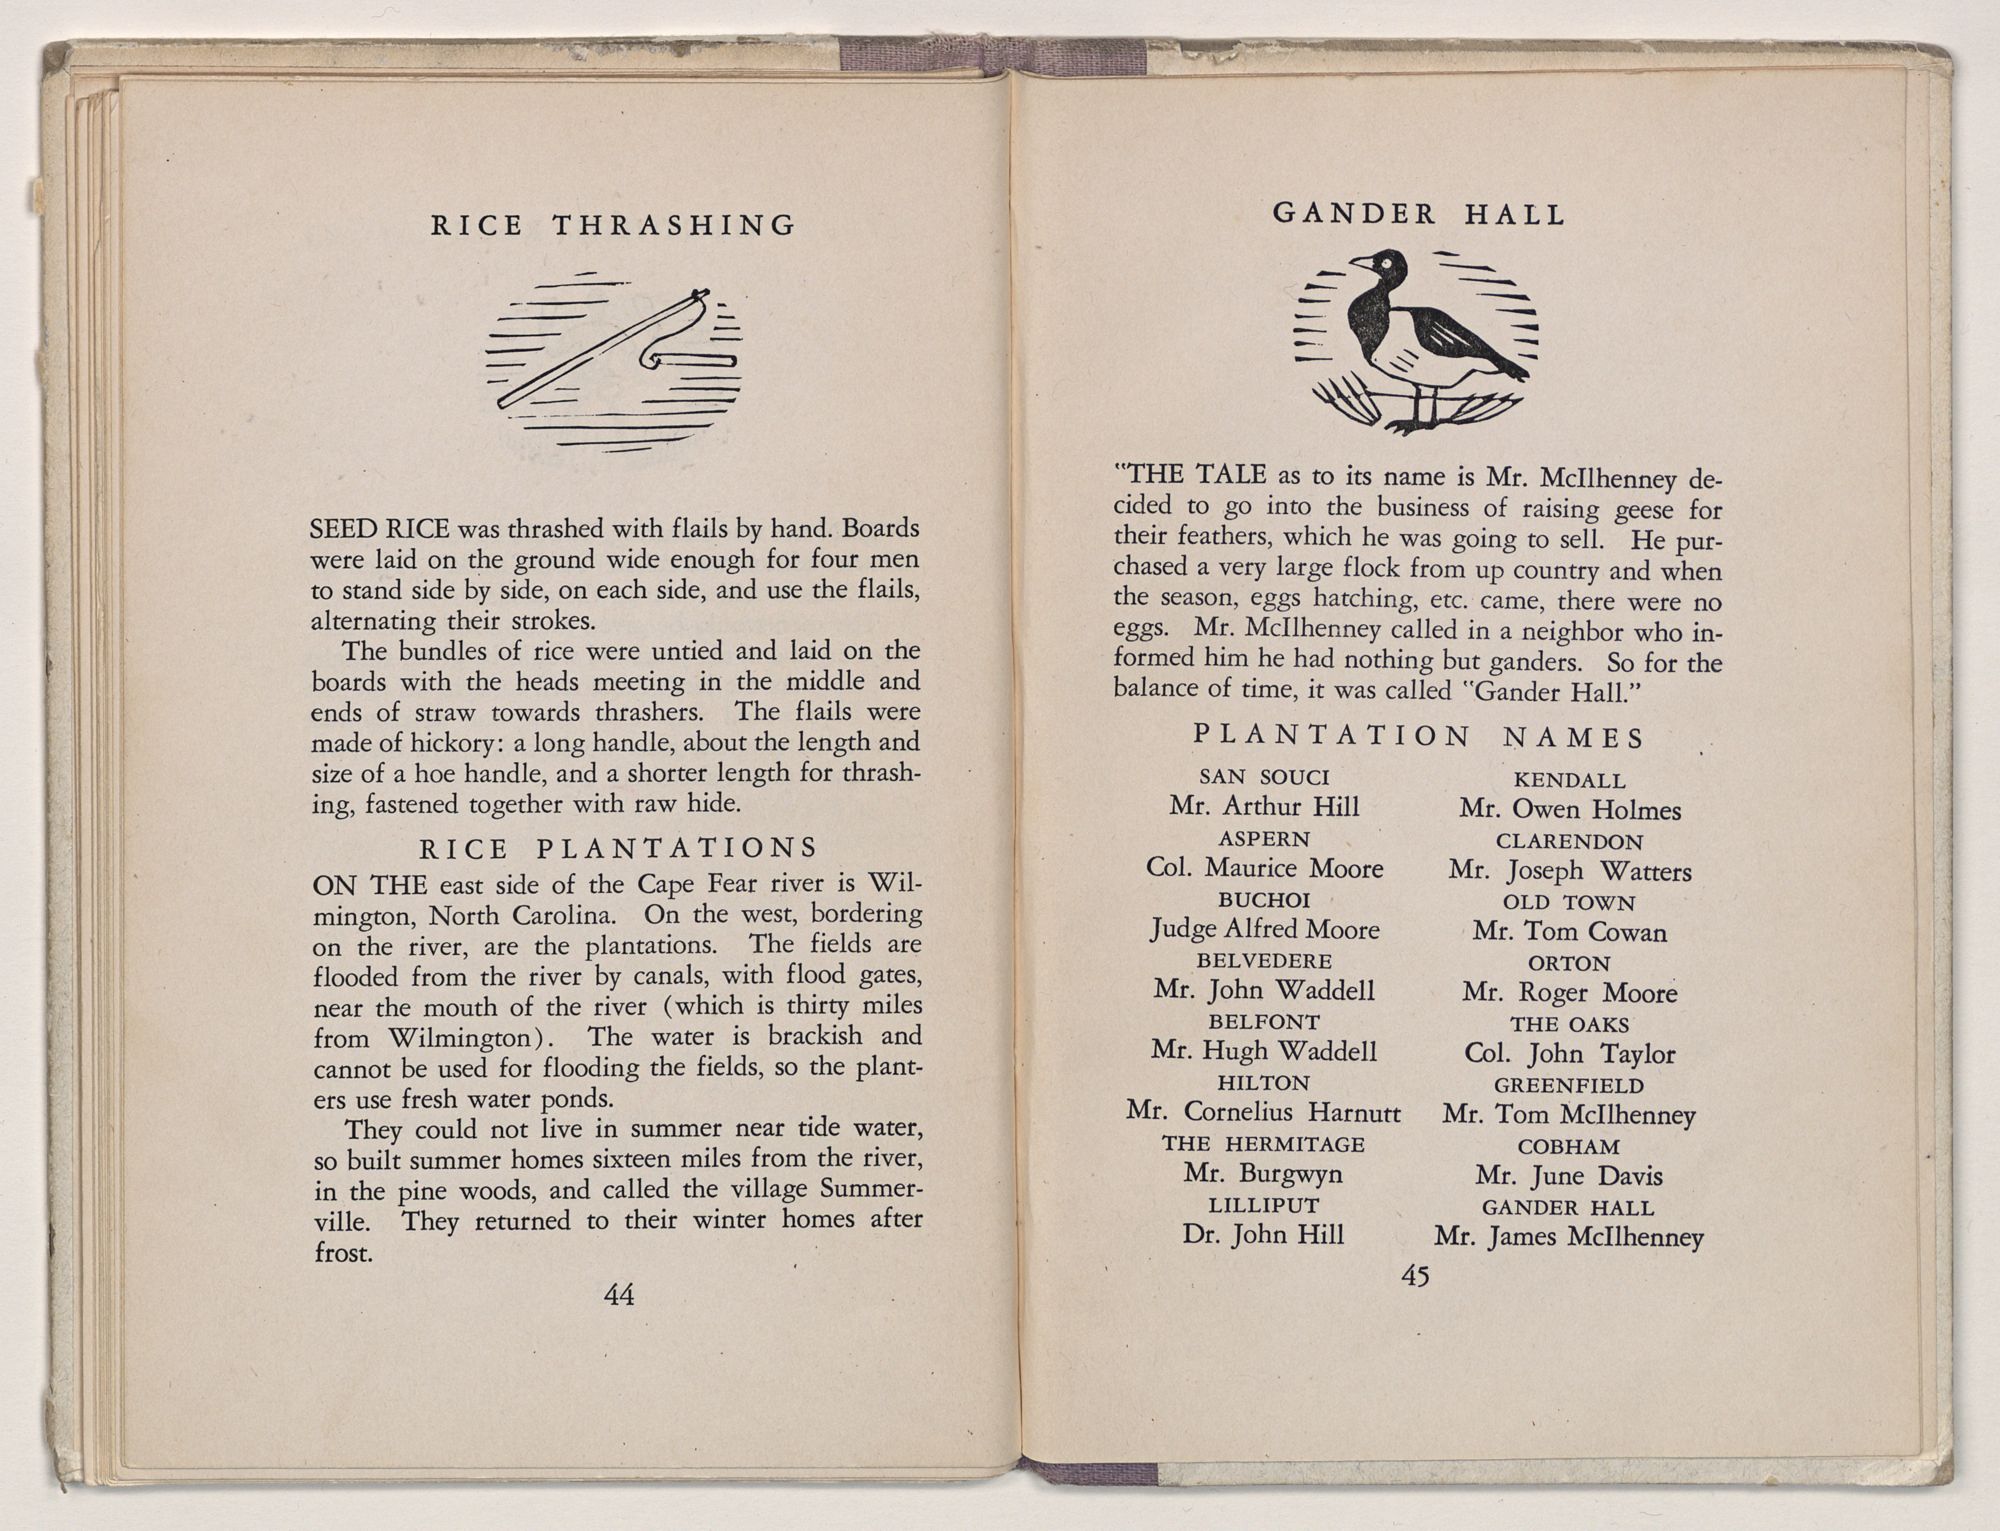 RICE THRASHING
SEED RICE was thrashed with flails by hand. Boards
were laid on the ground wide enough for four men
to stand side by side, on each side, and use the flails,
alternating their strokes.
The bundles of rice were untied and laid on the
boards with the heads meeting in the middle and
ends of straw towards thrashers. The flails were
made of hickory: a long handle, about the length and
size of a hoe handle, and a shorter length for thrash-
ing, fastened together with raw hide.
RICE PLANTATIONS
ON THE east side of the Cape Fear river is Wil-
mington, North Carolina. On the west, bordering
on the river, are the plantations. The fields are
flooded from the river by canals, with flood gates,
near the mouth of the river (which is thirty miles
from Wilmington). The water is brackish and
cannot be used for flooding the fields, so the plant-
ers use fresh water ponds.
They could not live in summer near tide water,
so built summer homes sixteen miles from the river,
in the pine woods, and called the village Summer-
ville. They returned to their winter homes after
frost.
44
GANDER HALL
"THE TALE as to its name is Mr. McIlhenney de-
cided to go into the business of raising geese for
their feathers, which he was going to sell. He pur-
chased a very large flock from up country and when
the season, eggs hatching, etc. came, there were no
eggs. Mr. McIlhenney called in a neighbor who in-
formed him he had nothing but ganders. So for the
balance of time, it was called "Gander Hall."
PLANTATION NAMES
SAN SOUCI
Mr. Arthur Hill
ASPERN
Col. Maurice Moore
BUCHOI
Judge Alfred Moore
BELVEDERE
Mr. John Waddell
BELFONT
Mr. Hugh Waddell
HILTON
Mr. Cornelius Harnutt
THE HERMITAGE
Mr. Burgwyn
LILLIPUT
Dr. John Hill
KENDALL
Mr. Owen Holmes
CLARENDON
Mr. Joseph Watters
OLD TOWN
Mr. Tom Cowan
ORTON
Mr. Roger Moore
THE OAKS
Col. John Taylor
GREENFIELD
Mr. Tom McIlhenney
COBHAM
Mr. June Davis
GANDER HALL
Mr. James McIlhenney
45